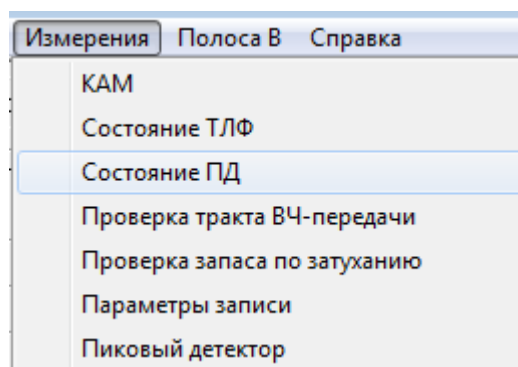 Измерения Полоса В Справка
КАМ
Состояние ТЛФ
Состояние ПД
Проверка тракта ВЧ-передачи
Проверка запаса по затуханию
Параметры записи
Пиковый детектор